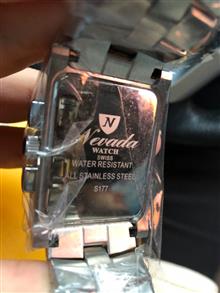 N
Nevada
WATCH
SWISS
WATER RESISTANT
ALL STAINLESS STEEL
S177